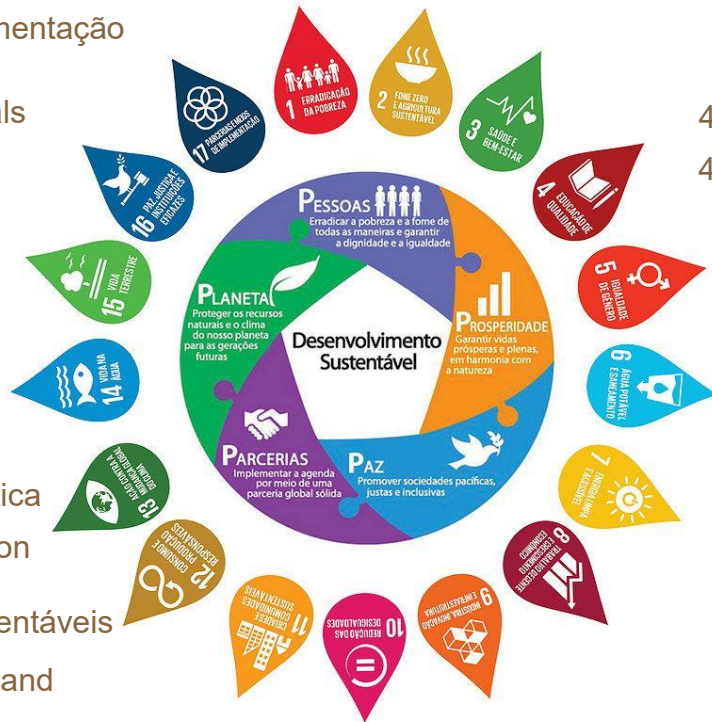 mentação
ls
4
4
1 ERRADICAÇÃO
DA POBREZA
2 FOME ZERO
E AGRICULTURA
SUSTENTÁVEL
3 SAÚDE E
BEM-ESTAR
4 EDUCAÇÃO DE
QUALIDADE
5 IGUALDADE
DE GÊNERO
6 ÁGUA POTÁVEL
E SANEAMENTO
7 ENERGIA LIMPA
E ACESSÍVEL
8 TRABALHO DECENTE
E CRESCIMENTO
ECONÔMICO
9 INDÚSTRIA, INOVAÇÃO
E INFRAESTRUTURA
10 REDUÇÃO DAS
DESIGUALDADES
11 CIDADES E
COMUNIDADES
SUSTENTÁVEIS
12 CONSUMO E
PRODUÇÃO
RESPONSÁVEIS
13 AÇÃO CONTRA A
MUDANÇA GLOBAL
DO CLIMA
14 VIDA NA
ÁGUA
15 VIDA
TERRESTRE
16 PAZ, JUSTIÇA E
INSTITUIÇÕES
EFICAZES
17 PARCERIAS E MEIOS
DE IMPLEMENTAÇÃO
PESSOAS
Erradicar a pobreza e a fome de
todas as maneiras e garantir
a dignidade e a igualdade
PROSPERIDADE
Garantir vidas
prósperas e plenas,
em harmonia com
a natureza
PAZ
Promover sociedades pacíficas,
justas e inclusivas
PARCERIAS
Implementar a agenda
por meio de uma
parceria global sólida
PLANETA
Proteger os recursos
naturais e o clima
do nosso planeta
para as gerações
futuras
Desenvolvimento
Sustentável
tica
on
entáveis
and